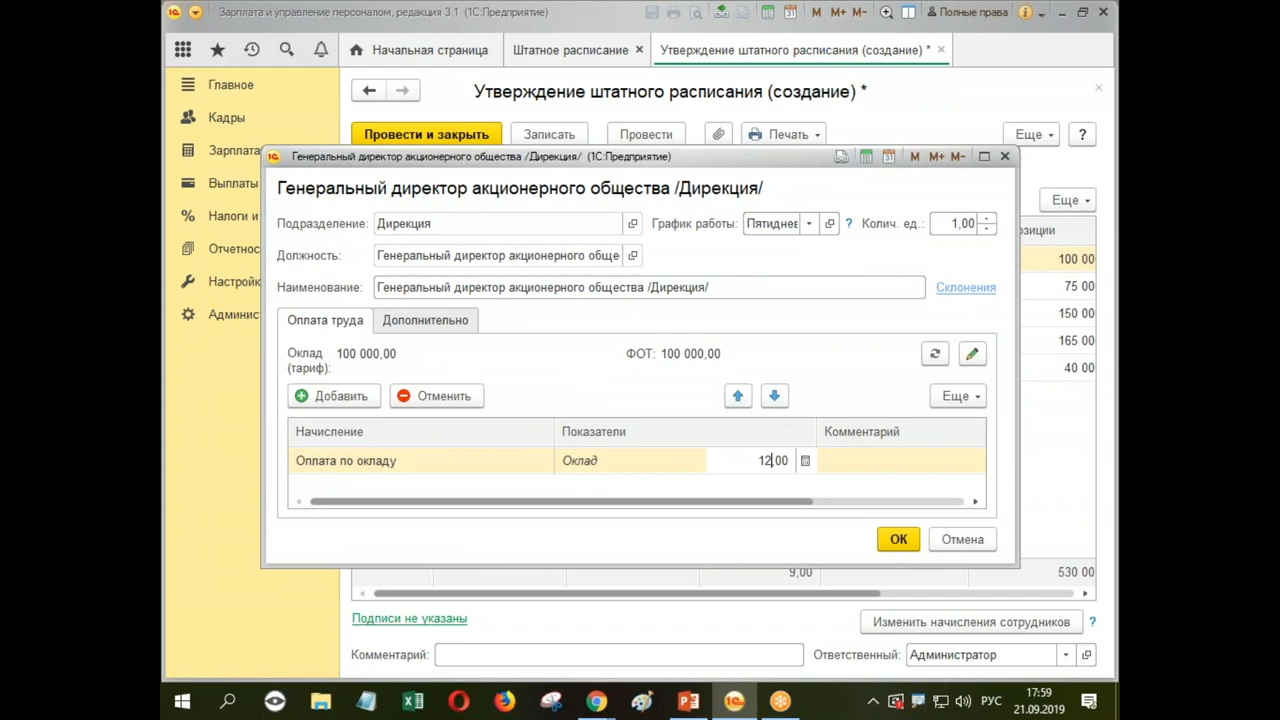 Зарплата и управление персоналом, редакция 3.1 (1С:Предприятие)
M M+ M- Полные права
Начальная страница Штатное расписание × Утверждение штатного расписания (создание) * ×
Главное
Кадры
Зарплата
Выплаты
Налоги и
Отчетнос
Настройк
Админис
Утверждение штатного расписания (создание) *
Провести и закрыть Записать Провести Печать Еще ?
Генеральный директор акционерного общества /Дирекция/ (1С:Предприятие) M M+ M-
Генеральный директор акционерного общества /Дирекция/
Еще
Подразделение: Дирекция График работы: Пятиднев ? Колич. ед.: 1,00
зиции
Должность: Генеральный директор акционерного обще
100 00
Наименование: Генеральный директор акционерного общества /Дирекция/ Склонения
75 00
150 00
165 00
40 00
Оплата труда Дополнительно
Оклад (тариф): 100 000,00 ФОТ: 100 000,00
Добавить Отменить Еще
Начисление Показатели Комментарий
Оплата по окладу Оклад 12,00
OK Отмена
9,00 530 00
Подписи не указаны Изменить начисления сотрудников ?
Комментарий: Ответственный: Администратор
РУС 17:59
21.09.2019